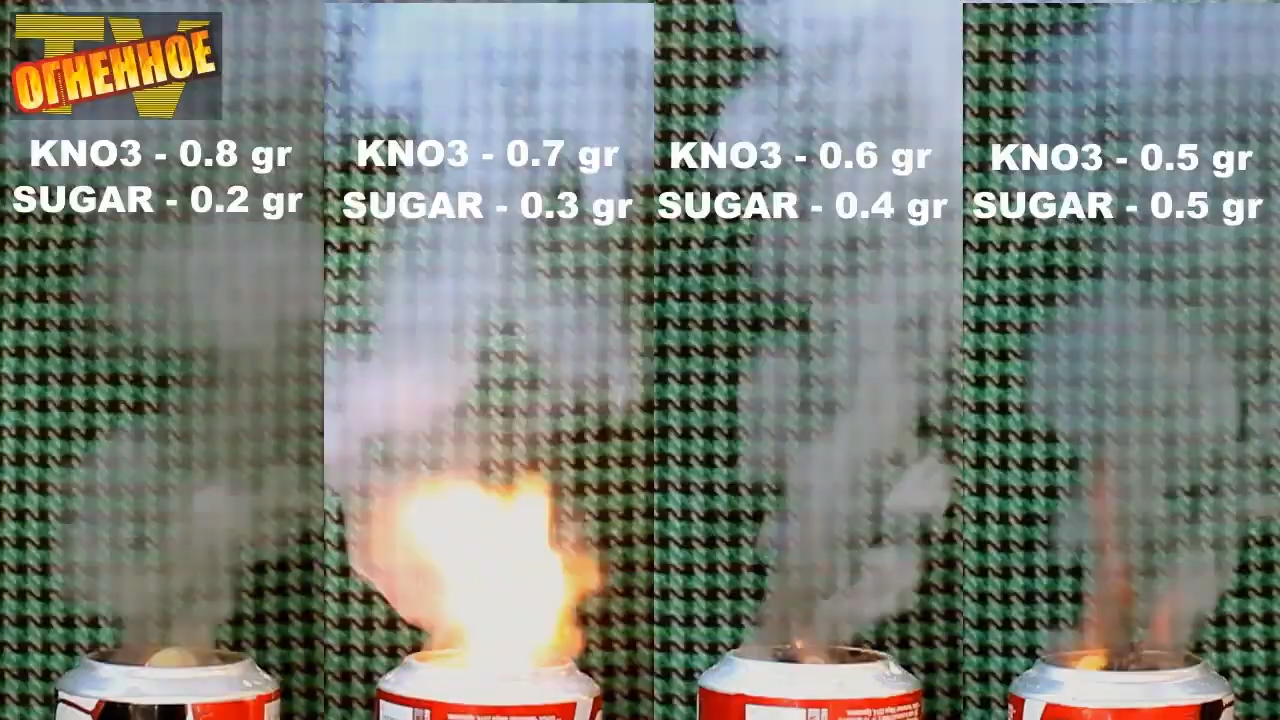 TV
ОГНЕННОЕ
KNO3 - 0.8 gr
SUGAR - 0.2 gr
KNO3 - 0.7 gr
SUGAR - 0.3 gr
KNO3 - 0.6 gr
SUGAR - 0.4 gr
KNO3 - 0.5 gr
SUGAR - 0.5 gr